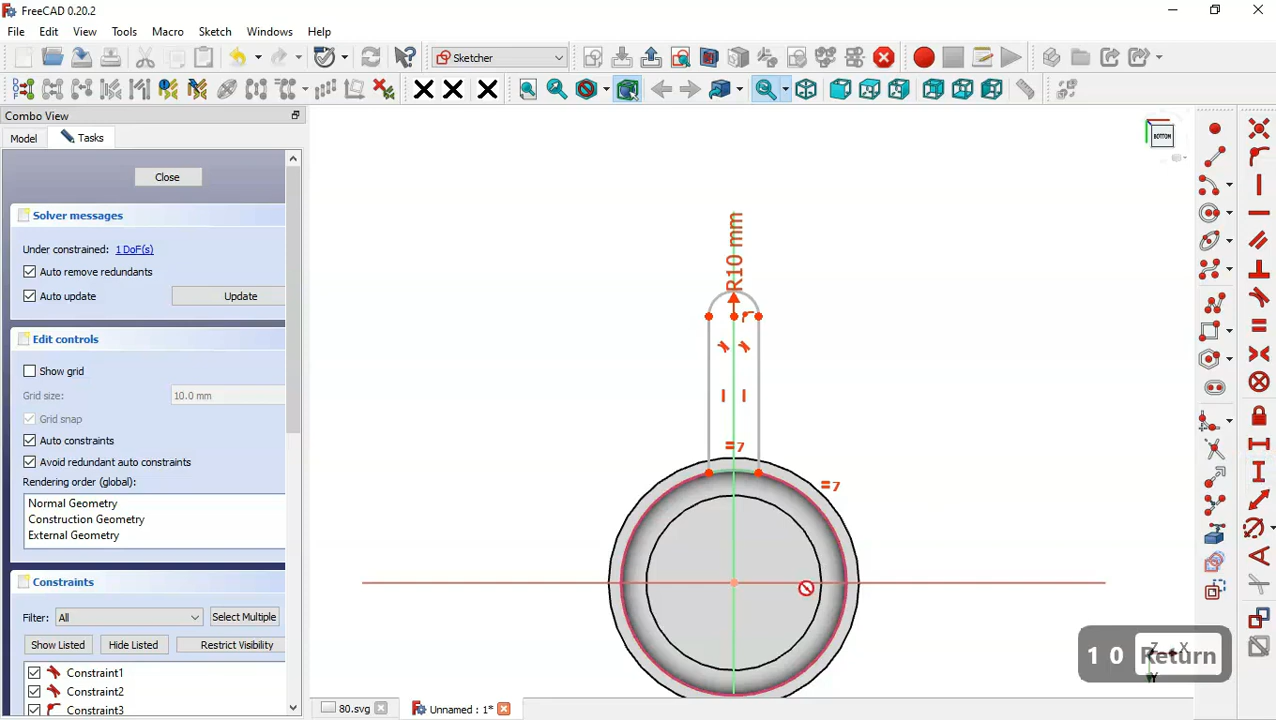 FreeCAD 0.20.2
File Edit View Tools Macro Sketch Windows Help
Sketcher
Combo View
Model Tasks
Close
Solver messages
Under constrained: 1 DoF(s)
Auto remove redundants
Auto update Update
Edit controls
Show grid
Grid size: 10.0 mm
Grid snap
Auto constraints
Avoid redundant auto constraints
Rendering order (global):
Normal Geometry
Construction Geometry
External Geometry
Constraints
Filter: All Select Multiple
Show Listed Hide Listed Restrict Visibility
Constraint1
Constraint2
Constraint3
BOTTOM
R10 mm
=7
=7
Z X
Y
1 0 Return
80.svg Unnamed : 1*